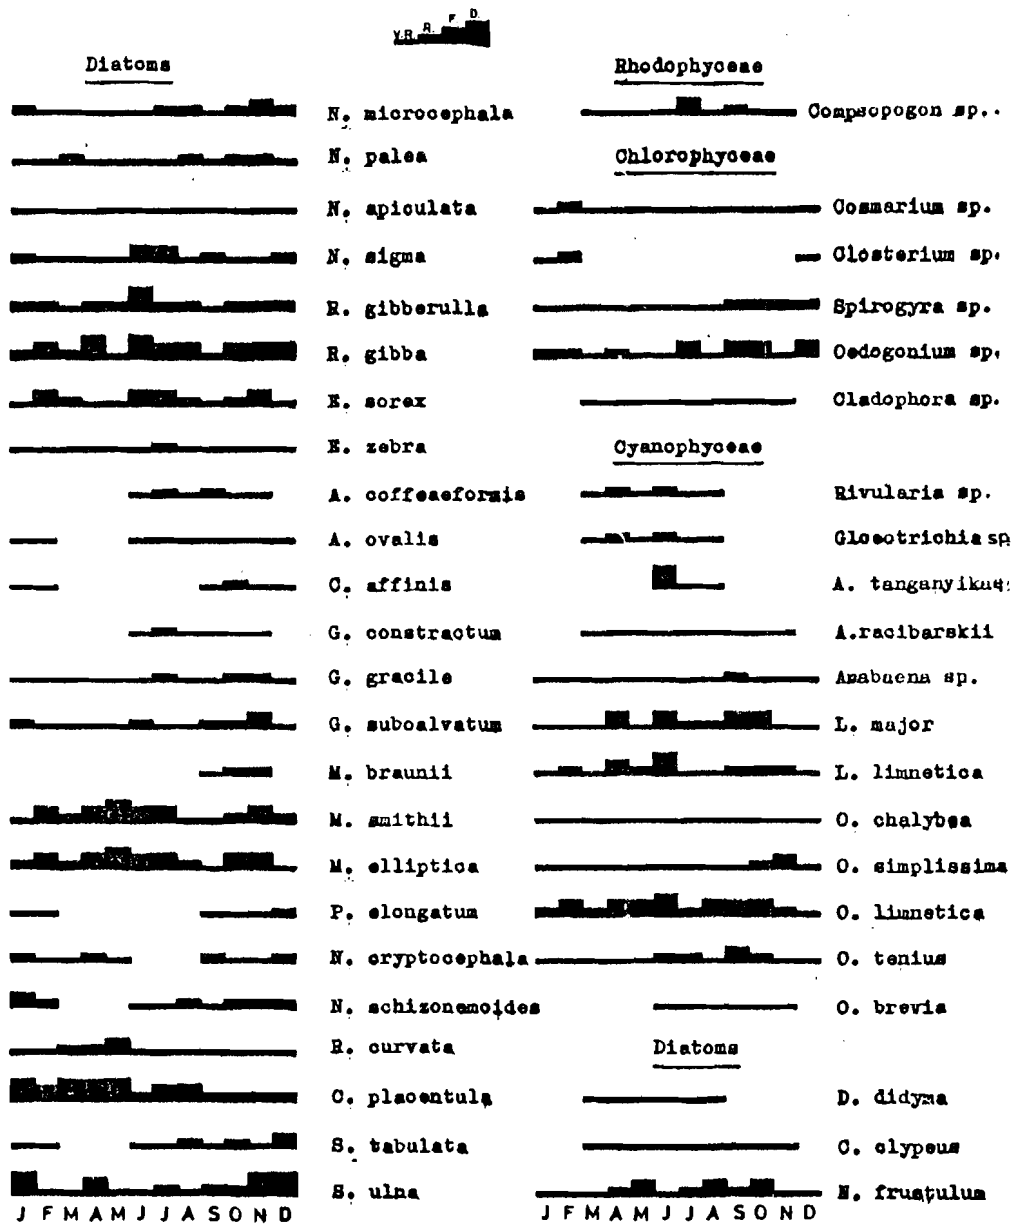 V.R. R. F. D.
Diatoms
N. microcephala
N. palea
N. apiculata
N. sigma
R. gibberulla
R. gibba
E. sorex
E. zebra
A. coffeaeformis
A. ovalis
C. affinis
G. constractum
G. gracile
G. suboalvatum
M. braunii
M. smithii
M. elliptica
P. elongatum
N. cryptocephala
N. schizonemoides
R. curvata
C. placentula
S. tabulata
S. ulna
J F M A M J J A S O N D
Rhodophyceae
Compsopogon sp.
Chlorophyceae
Cosmarium sp.
Closterium sp.
Spirogyra sp.
Oedogonium sp.
Cladophora sp.
Cyanophyceae
Rivularia sp.
Gloeotrichia sp
A. tanganyikae
A.racibarskii
Anabaena sp.
L. major
L. limnetica
O. chalybea
O. simplissima
O. limnetica
O. tenius
O. brevia
Diatoms
D. didyma
C. clypeus
N. frustulum
J F M A M J J A S O N D